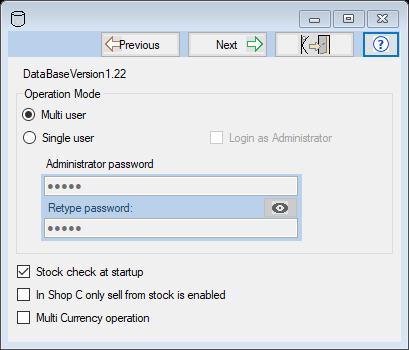 Previous
Next
?
DataBaseVersion1.22
Operation Mode
Multi user
Single user
Login as Administrator
Administrator password
•••••
Retype password:
•••••
Stock check at startup
In Shop C only sell from stock is enabled
Multi Currency operation